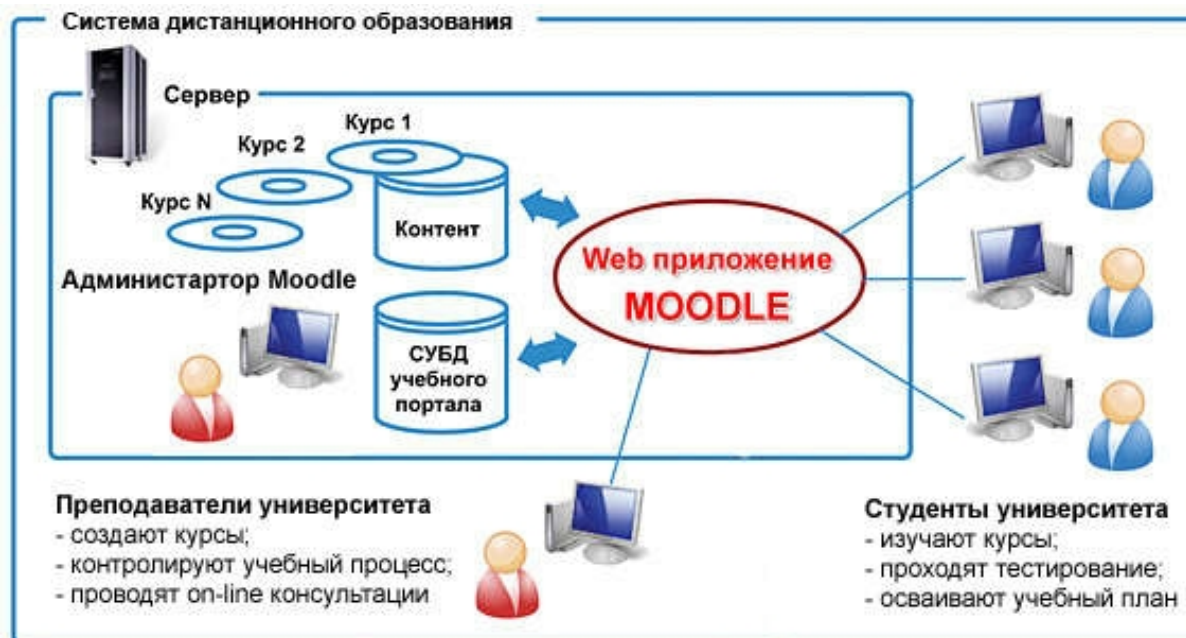 Система дистанционного образования
Сервер
Курс 1
Курс 2
Курс N
Контент
Администартор Moodle
СУБД
учебного
портала
Web приложение
MOODLE
Преподаватели университета
- создают курсы;
- контролируют учебный процесс;
- проводят on-line консультации
Студенты университета
- изучают курсы;
- проходят тестирование;
- осваивают учебный план